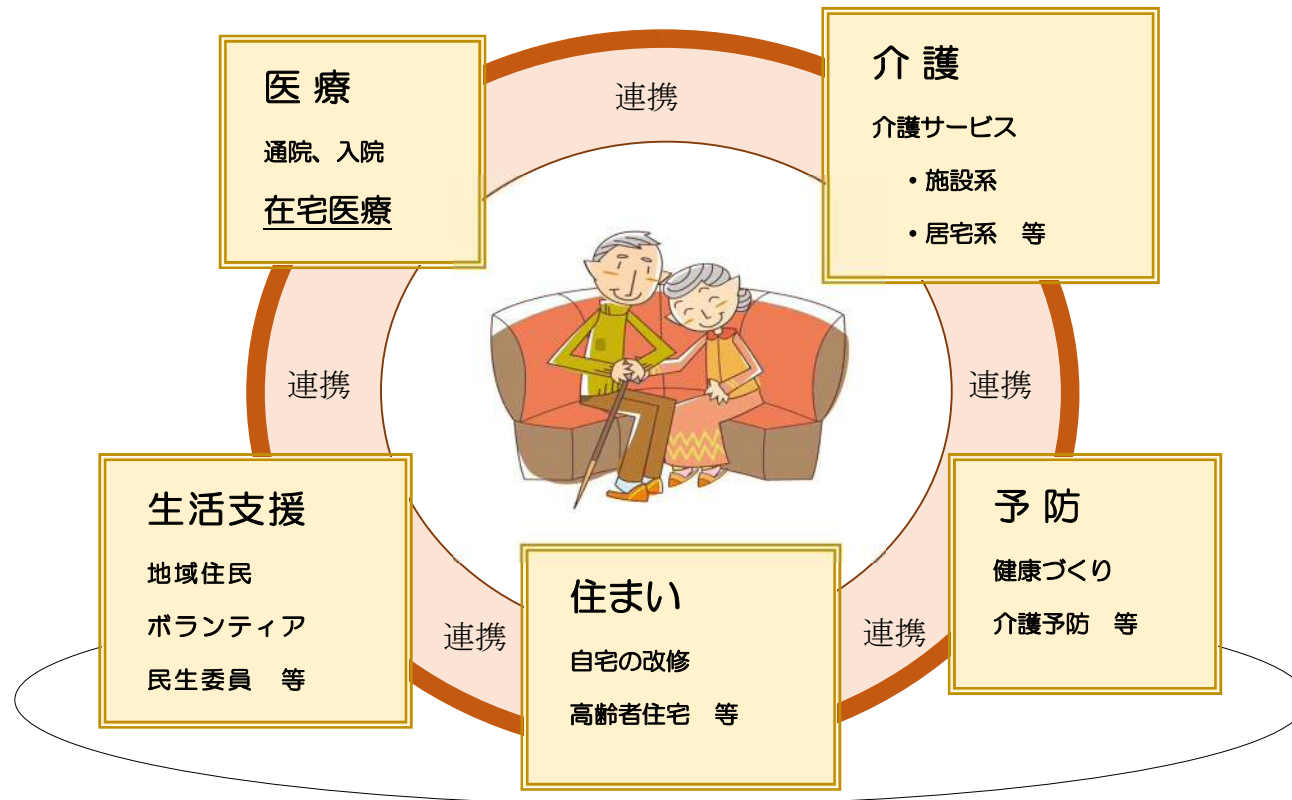 医療
通院、入院
在宅医療
連携
介護
介護サービス
・施設系
・居宅系　等
連携
連携
生活支援
地域住民
ボランティア
民生委員　等
連携
住まい
自宅の改修
高齢者住宅　等
連携
予防
健康づくり
介護予防　等